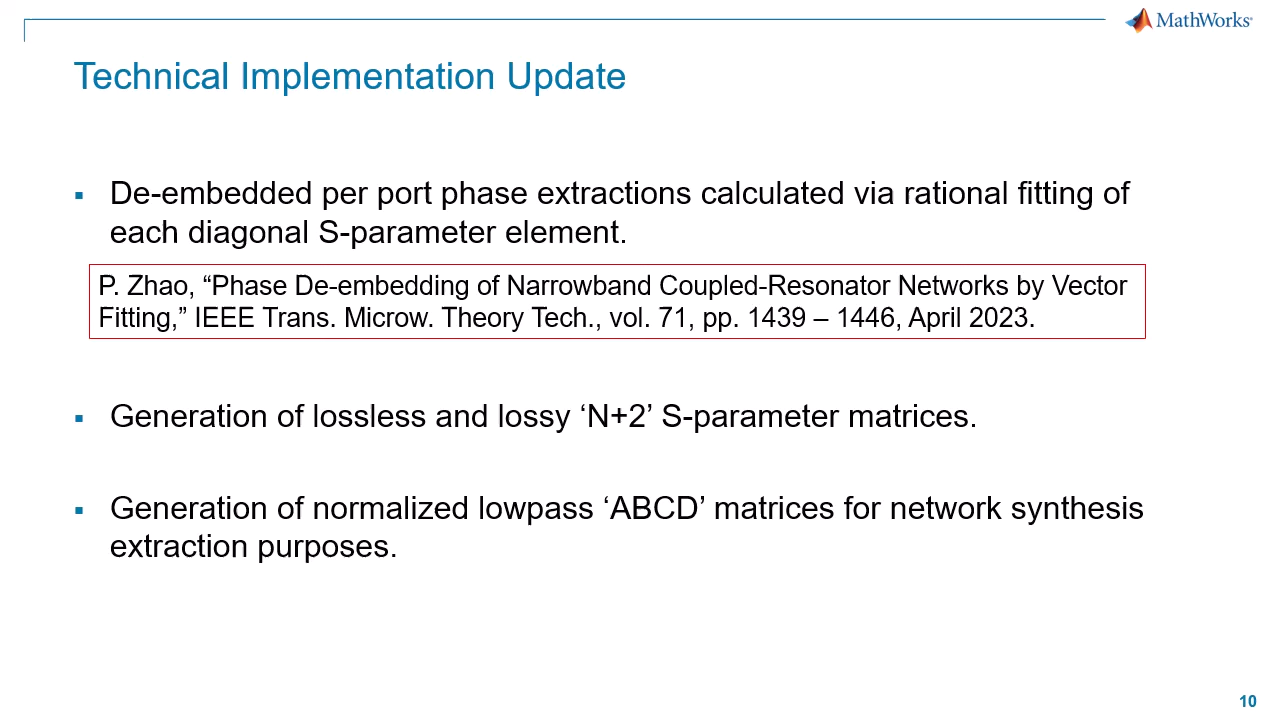 MathWorks
Technical Implementation Update
▪ De-embedded per port phase extractions calculated via rational fitting of
each diagonal S-parameter element.
P. Zhao, “Phase De-embedding of Narrowband Coupled-Resonator Networks by Vector
Fitting,” IEEE Trans. Microw. Theory Tech., vol. 71, pp. 1439 – 1446, April 2023.
▪ Generation of lossless and lossy ‘N+2’ S-parameter matrices.
▪ Generation of normalized lowpass ‘ABCD’ matrices for network synthesis
extraction purposes.
10